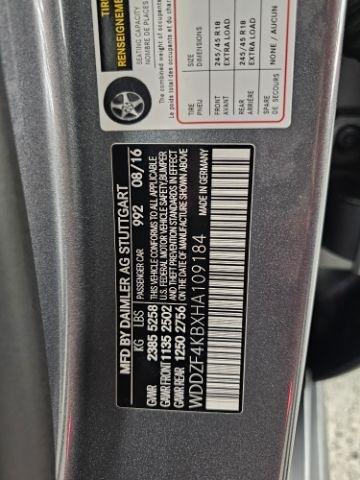 TIRE
RENSEIGNEME
SEATING CAPACITY
NOMBRE DE PLACES
The combined weight of occupants
Le poids total des occupants et du char
TIRE
PNEU
SIZE
DIMENSIONS
FRONT
AVANT
245/45 R18
EXTRA LOAD
REAR
ARRIÈRE
245/45 R18
EXTRA LOAD
SPARE
DE SECOURS
NONE / AUCUN
MFD BY DAIMLER AG STUTTGART
KG LBS PASSENGER CAR 992 08/16
GVWR 2385 5258 THIS VEHICLE CONFORMS TO ALL APPLICABLE
GAWR FRONT 1135 2502 U.S. FEDERAL MOTOR VEHICLE SAFETY, BUMPER
GAWR REAR 1250 2756 AND THEFT PREVENTION STANDARDS IN EFFECT
ON THE DATE OF MANUFACTURE SHOWN ABOVE
WDDZF4KBXHA109184 MADE IN GERMANY